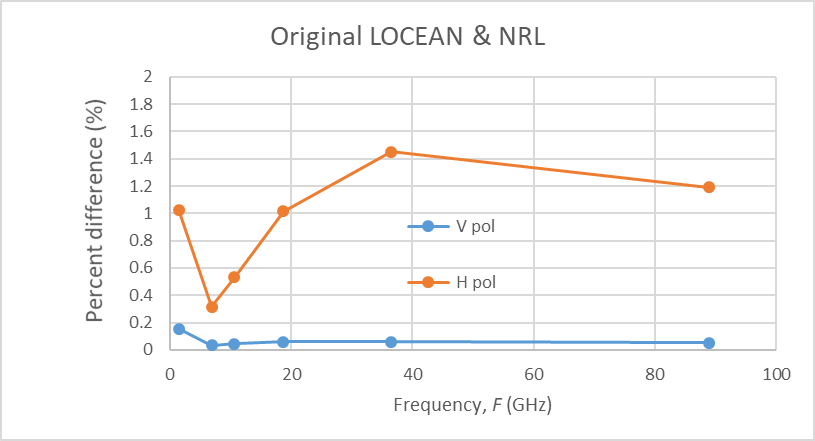 Original LOCEAN & NRL
Percent difference (%)
2
1.8
1.6
1.4
1.2
1
0.8
0.6
0.4
0.2
0
V pol
H pol
0 20 40 60 80 100
Frequency, F (GHz)